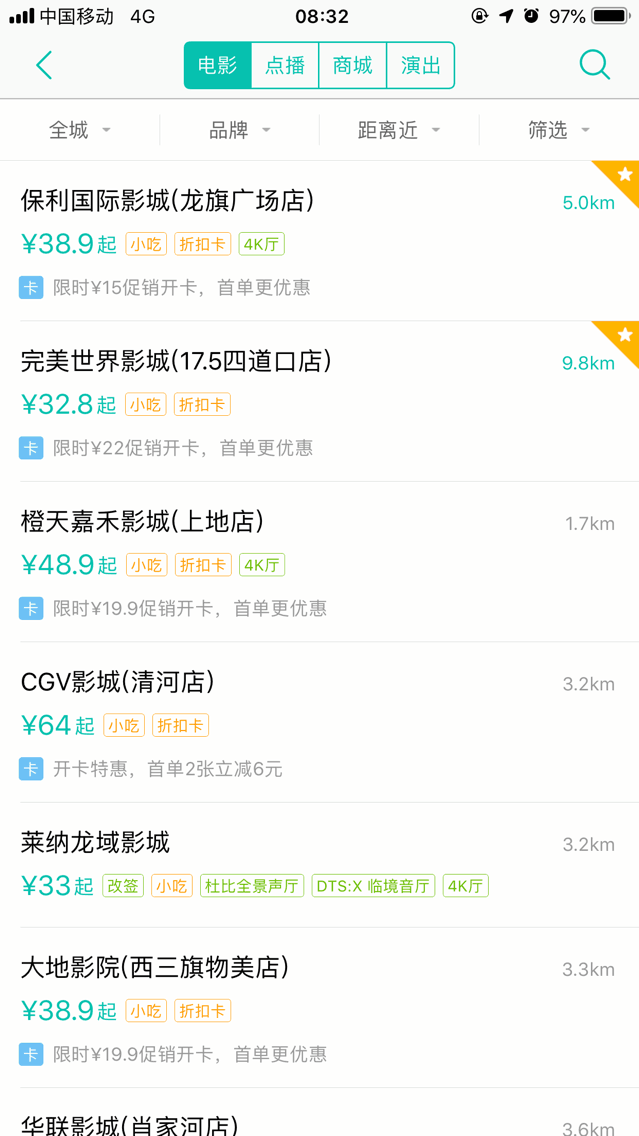 中国移动 4G 08:32 97%
电影 点播 商城 演出
全城 品牌 距离近 筛选
保利国际影城(龙旗广场店) 5.0km
¥38.9起 小吃 折扣卡 4K厅
卡 限时¥15促销开卡，首单更优惠
完美世界影城(17.5四道口店) 9.8km
¥32.8起 小吃 折扣卡
卡 限时¥22促销开卡，首单更优惠
橙天嘉禾影城(上地店) 1.7km
¥48.9起 小吃 折扣卡 4K厅
卡 限时¥19.9促销开卡，首单更优惠
CGV影城(清河店) 3.2km
¥64起 小吃 折扣卡
卡 开卡特惠，首单2张立减6元
莱纳龙域影城 3.2km
¥33起 改签 小吃 杜比全景声厅 DTS:X 临境音厅 4K厅
大地影院(西三旗物美店) 3.3km
¥38.9起 小吃 折扣卡
卡 限时¥19.9促销开卡，首单更优惠
华联影城(肖家河店) 3.6km